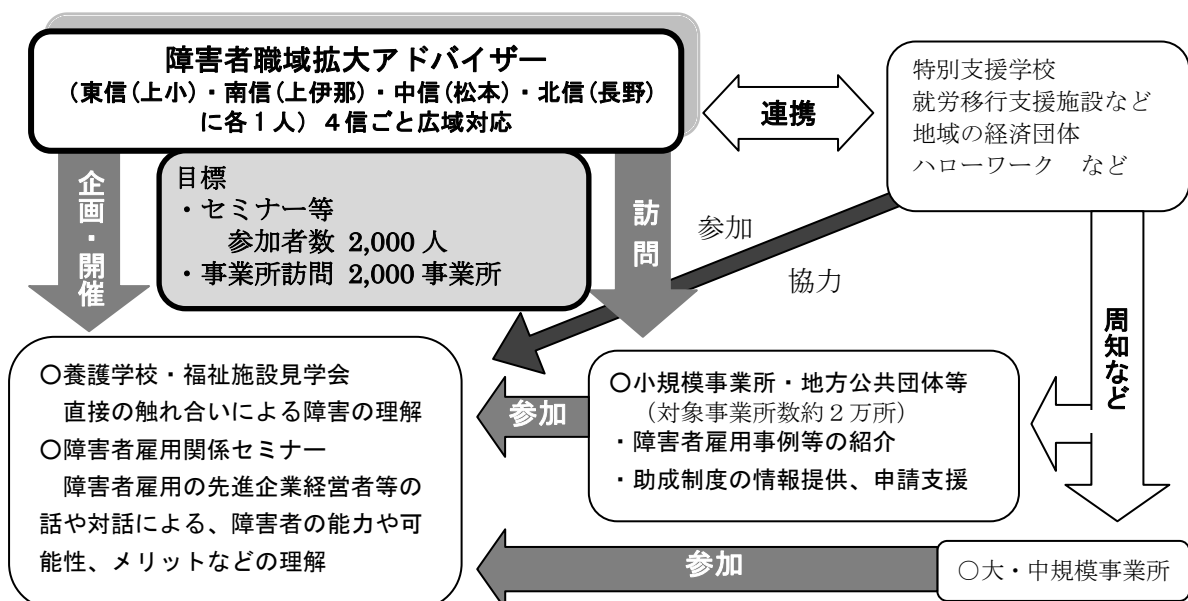 障害者職域拡大アドバイザー
(東信(上小)・南信(上伊那)・中信(松本)・北信(長野)
に各1人) 4信ごと広域対応
連携
特別支援学校
就労移行支援施設など
地域の経済団体
ハローワーク など
企画・開催
目標
・セミナー等
参加者数 2,000人
・事業所訪問 2,000事業所
訪問
参加
協力
周知など
○養護学校・福祉施設見学会
直接の触れ合いによる障害の理解
○障害者雇用関係セミナー
障害者雇用の先進企業経営者等の
話や対話による、障害者の能力や可
能性、メリットなどの理解
参加
○小規模事業所・地方公共団体等
(対象事業所数約2万所)
・障害者雇用事例等の紹介
・助成制度の情報提供、申請支援
参加
○大・中規模事業所